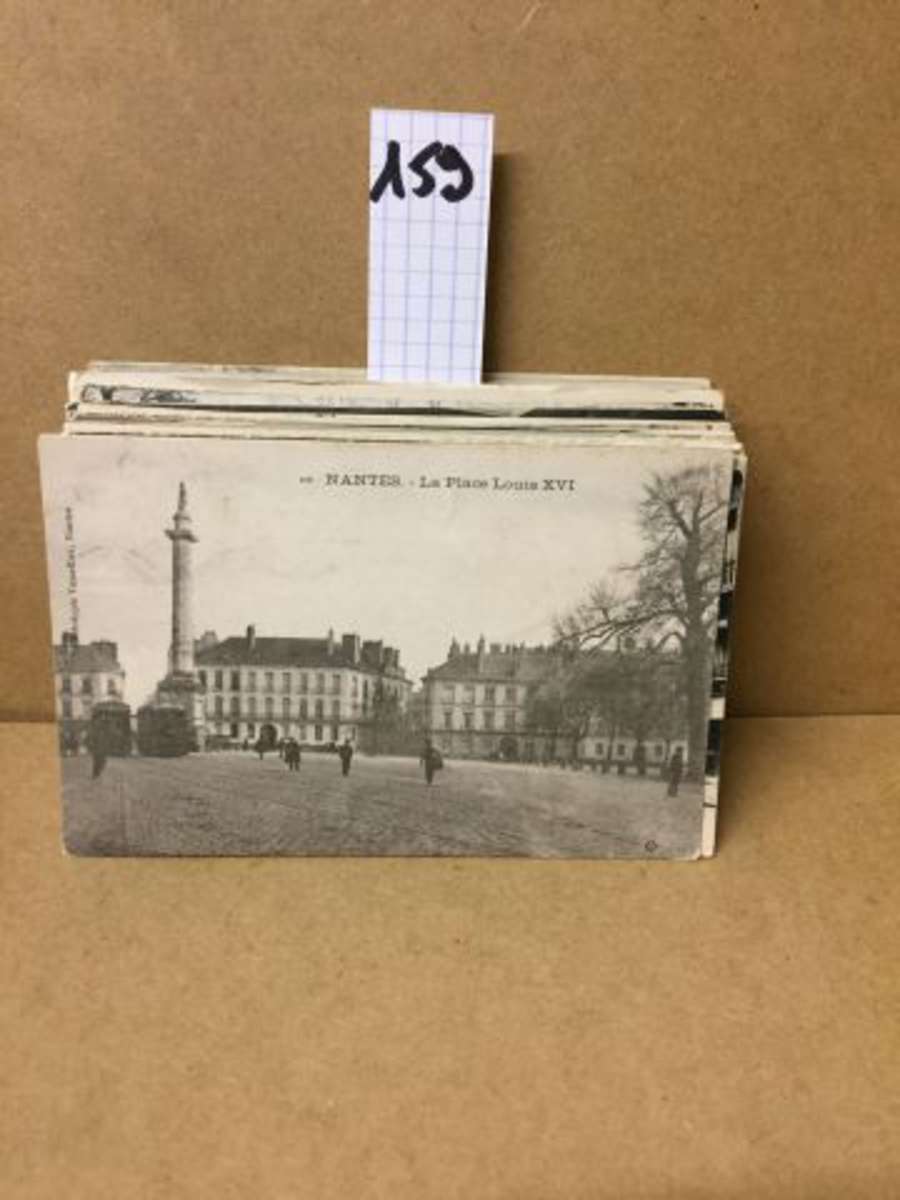 159
NANTES. - La Place Louis XVI